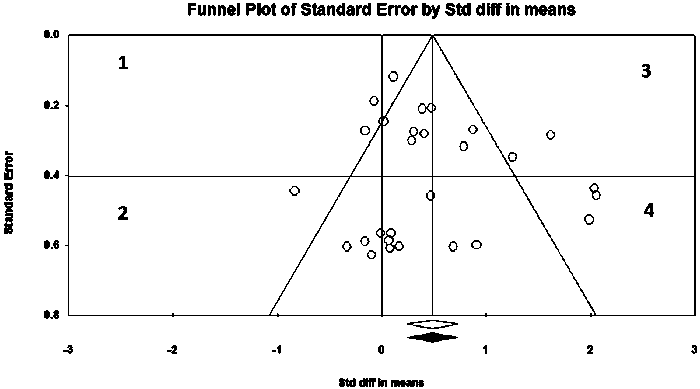 Funnel Plot of Standard Error by Std diff in means
0.0
1
3
0.2
0.4
2
4
0.6
0.8
Standard Error
-3 -2 -1 0 1 2 3
Std diff in means